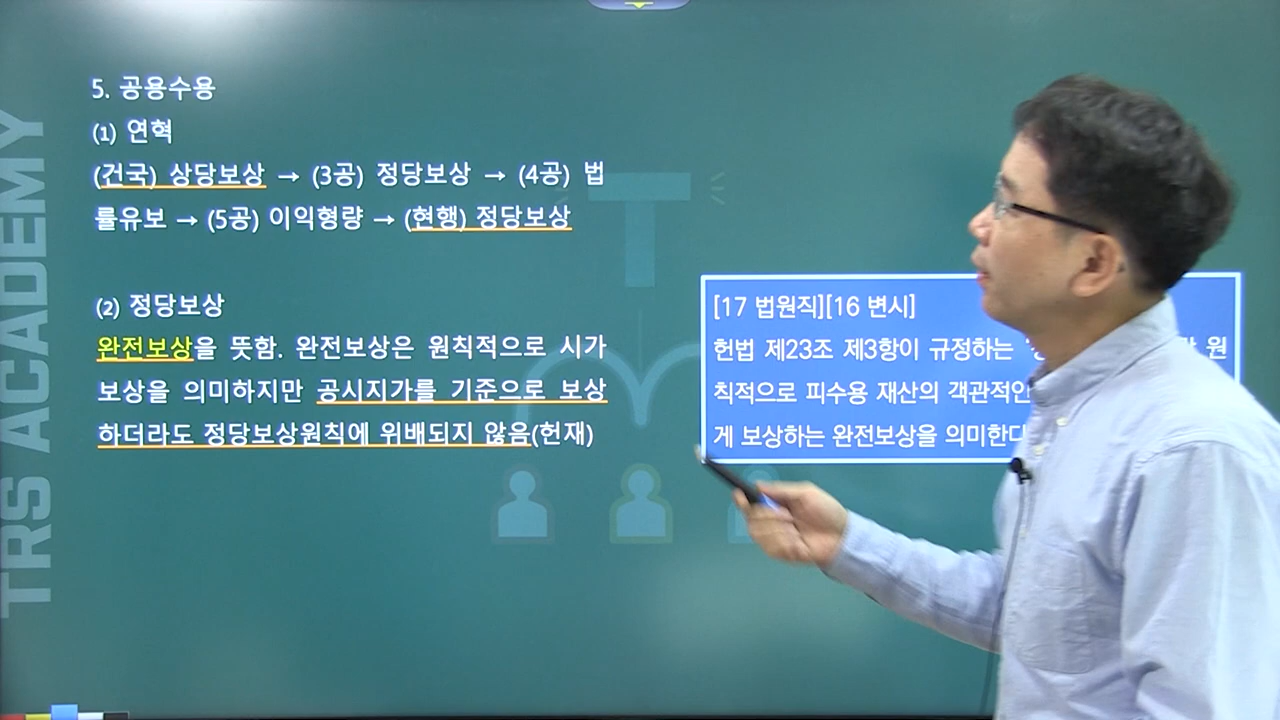 TRS ACADEMY
5. 공용수용
(1) 연혁
(건국) 상당보상 → (3공) 정당보상 → (4공) 법
률유보 → (5공) 이익형량 → (현행) 정당보상
(2) 정당보상
완전보상을 뜻함. 완전보상은 원칙적으로 시가
보상을 의미하지만 공시지가를 기준으로 보상
하더라도 정당보상원칙에 위배되지 않음(헌재)
[17 법원직][16 변시]
헌법 제23조 제3항이 규정하는 원
칙적으로 피수용 재산의 객관적인
게 보상하는 완전보상을 의미한다